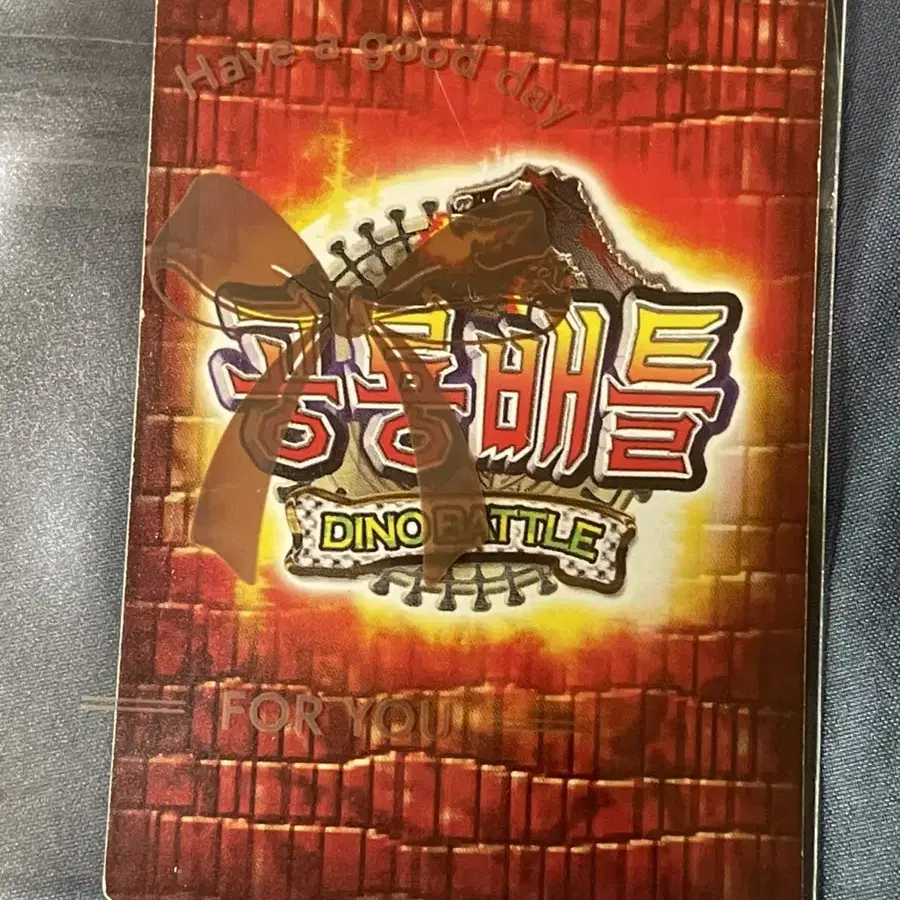 Have a good day
공룡배틀
DINO BATTLE
FOR YOU